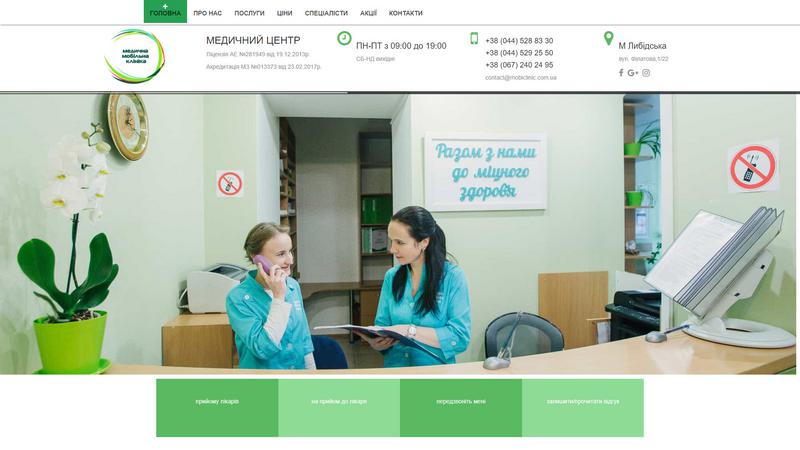 ГОЛОВНА ПРО НАС ПОСЛУГИ ЦІНИ СПЕЦІАЛІСТИ АКЦІЇ КОНТАКТИ
медична
мобільна
клініка
МЕДИЧНИЙ ЦЕНТР
Ліцензія АЕ №281949 від 19.12.2013р.
Акредитація МЗ №013373 від 23.02.2017р.
ПН-ПТ з 09:00 до 19:00
СБ-НД вихідні
+38 (044) 528 83 30
+38 (044) 529 25 50
+38 (067) 240 24 95
contact@mobiclinic.com.ua
М Либідська
вул. Філатова,1/22
Разом з нами
до міцного
здоров'я
прийому лікарів
на прийом до лікаря
передзвоніть мені
залишити/прочитати відгук